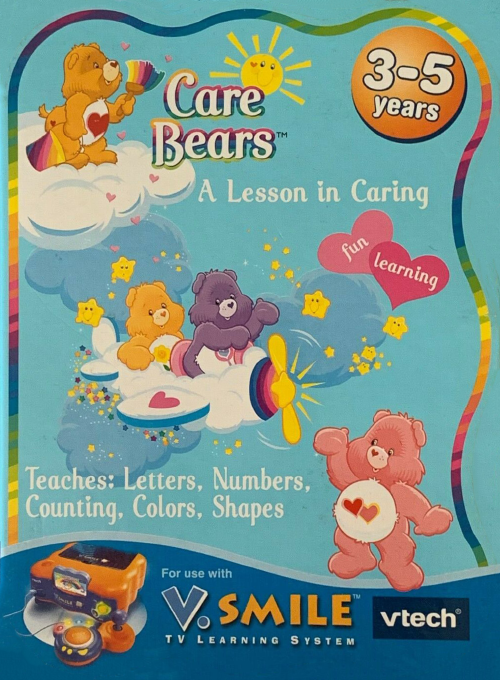 3-5
years
Care
Bears™
A Lesson in Caring
fun
learning
Teaches: Letters, Numbers,
Counting, Colors, Shapes
For use with
V.SMILE™
TV LEARNING SYSTEM
vtech®